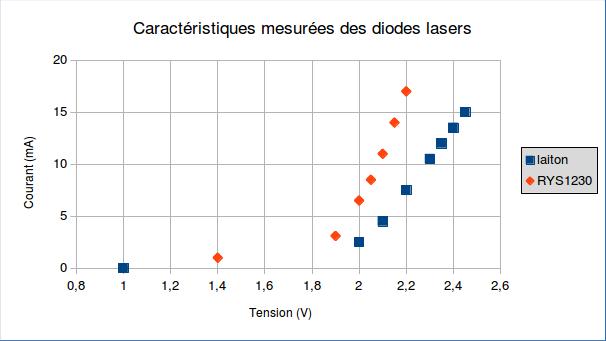 Caractéristiques mesurées des diodes lasers
20
15
10
5
0
Courant (mA)
0,8 1 1,2 1,4 1,6 1,8 2 2,2 2,4 2,6
Tension (V)
laiton
RYS1230